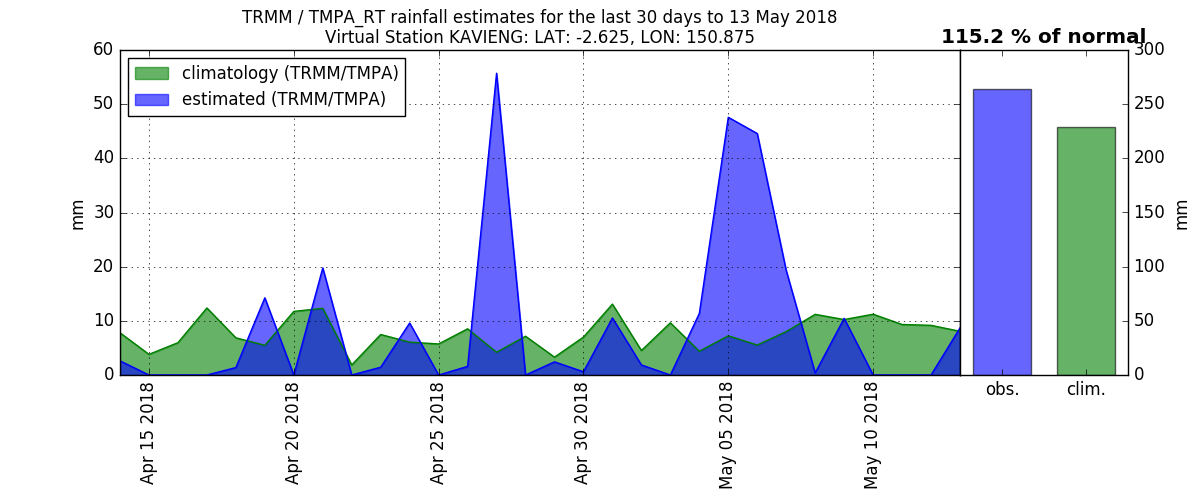 TRMM / TMPA_RT rainfall estimates for the last 30 days to 13 May 2018
Virtual Station KAVIENG: LAT: -2.625, LON: 150.875
115.2 % of normal
climatology (TRMM/TMPA)
estimated (TRMM/TMPA)
60
50
40
30
20
10
0
mm
Apr 15 2018
Apr 20 2018
Apr 25 2018
Apr 30 2018
May 05 2018
May 10 2018
300
250
200
150
100
50
0
mm
obs.
clim.